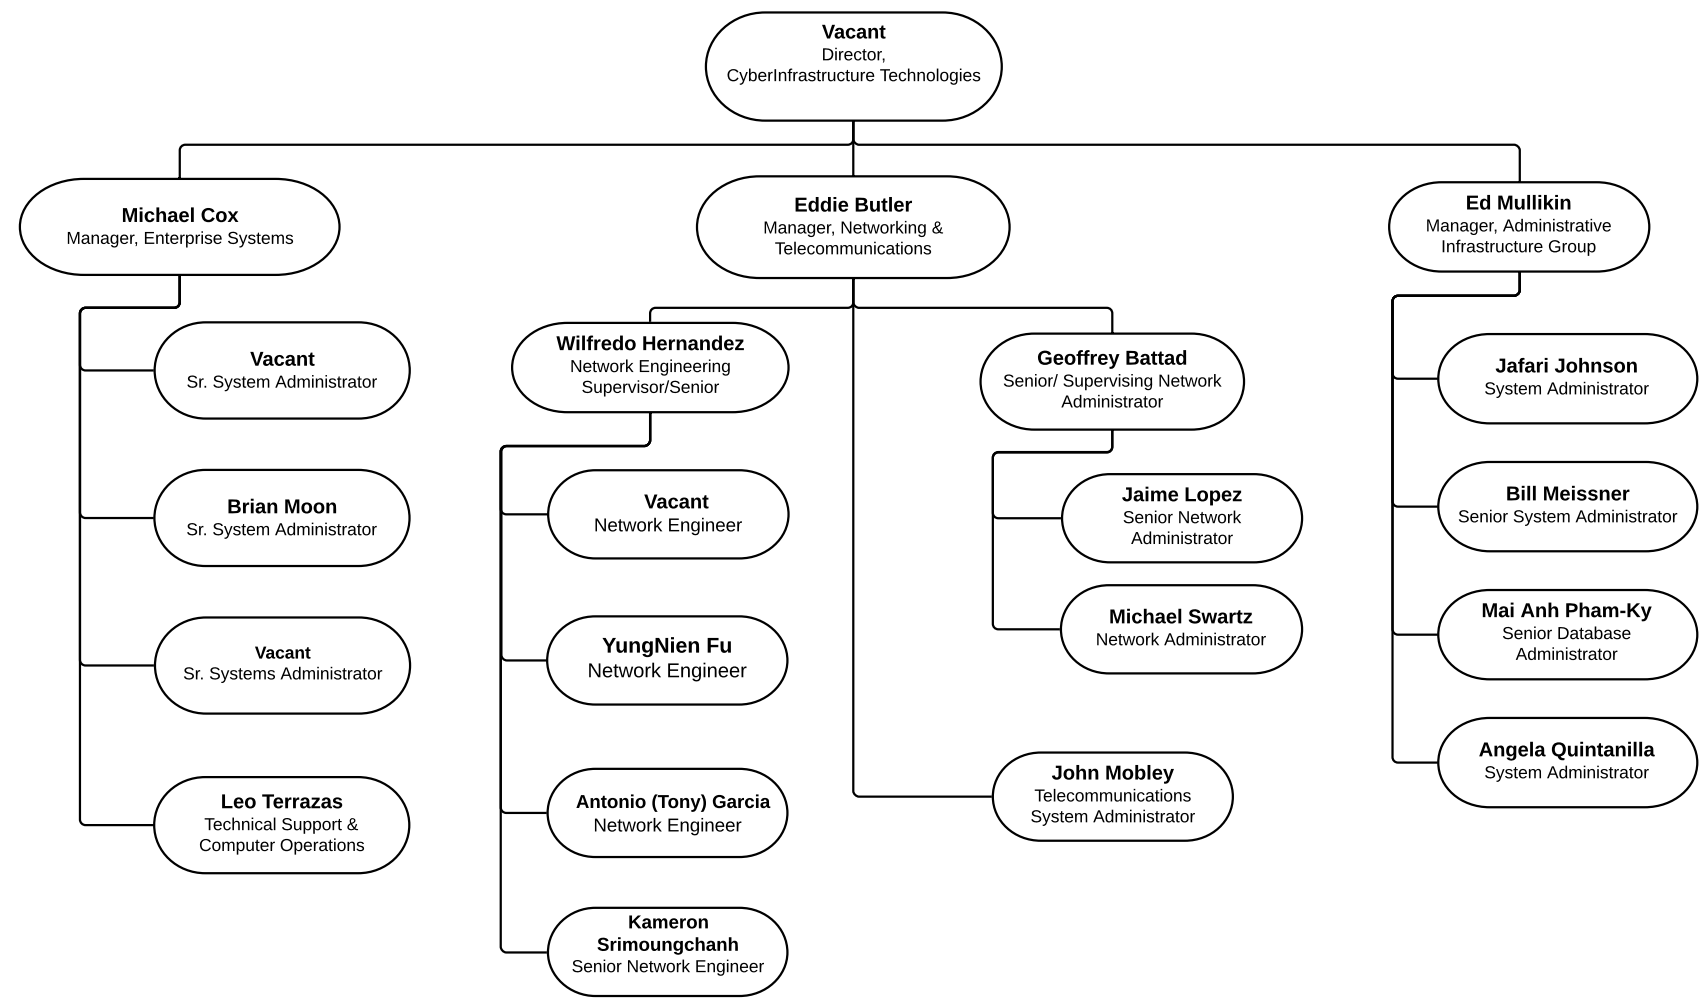 Vacant
Director,
CyberInfrastructure Technologies
Michael Cox
Manager, Enterprise Systems
Eddie Butler
Manager, Networking &
Telecommunications
Ed Mullikin
Manager, Administrative
Infrastructure Group
Vacant
Sr. System Administrator
Brian Moon
Sr. System Administrator
Vacant
Sr. Systems Administrator
Leo Terrazas
Technical Support &
Computer Operations
Wilfredo Hernandez
Network Engineering
Supervisor/Senior
Vacant
Network Engineer
YungNien Fu
Network Engineer
Antonio (Tony) Garcia
Network Engineer
Kameron
Srimoungchanh
Senior Network Engineer
Geoffrey Battad
Senior/ Supervising Network
Administrator
Jaime Lopez
Senior Network
Administrator
Michael Swartz
Network Administrator
John Mobley
Telecommunications
System Administrator
Jafari Johnson
System Administrator
Bill Meissner
Senior System Administrator
Mai Anh Pham-Ky
Senior Database
Administrator
Angela Quintanilla
System Administrator